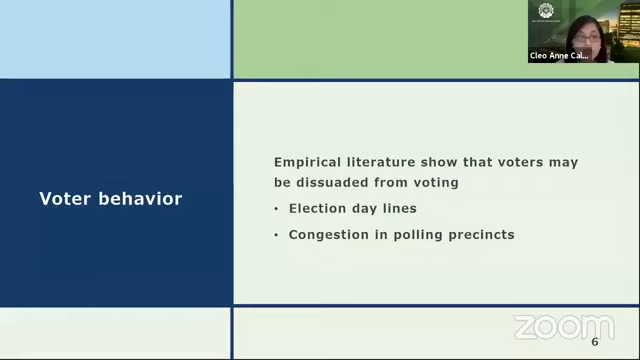 Cleo Anne Cal...
Voter behavior
Empirical literature show that voters may
be dissuaded from voting
• Election day lines
• Congestion in polling precincts
zoom
6